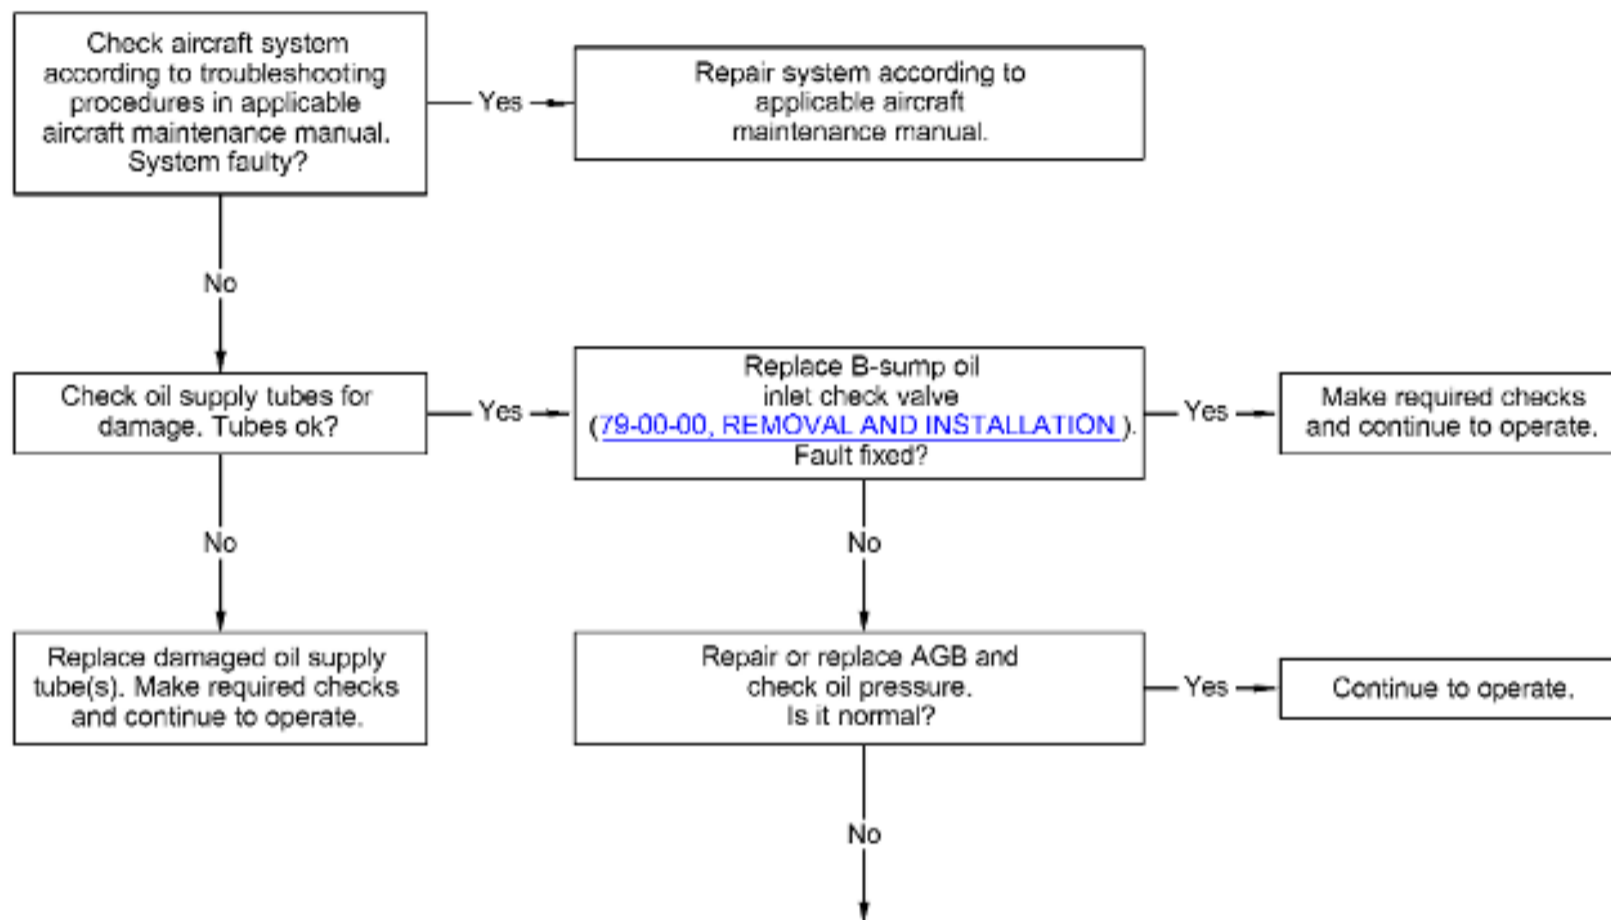 Check aircraft system
according to troubleshooting
procedures in applicable
aircraft maintenance manual.
System faulty?
Yes
Repair system according to
applicable aircraft
maintenance manual.
No
Check oil supply tubes for
damage. Tubes ok?
Yes
Replace B-sump oil
inlet check valve
(79-00-00, REMOVAL AND INSTALLATION ).
Fault fixed?
Yes
Make required checks
and continue to operate.
No
No
Replace damaged oil supply
tube(s). Make required checks
and continue to operate.
Repair or replace AGB and
check oil pressure.
Is it normal?
Yes
Continue to operate.
No